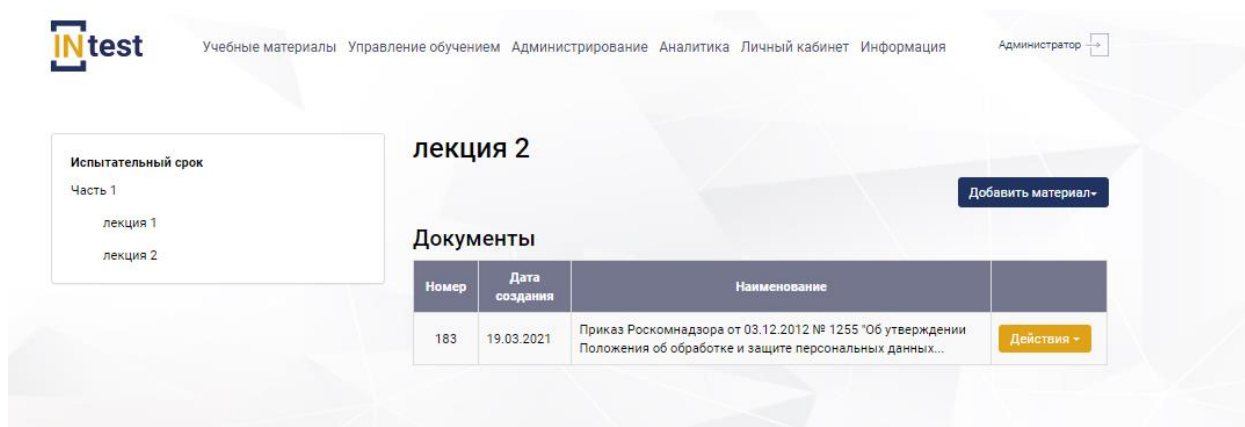 INtest
Учебные материалы Управление обучением Администрирование Аналитика Личный кабинет Информация Администратор
Испытательный срок
Часть 1
лекция 1
лекция 2
лекция 2
Добавить материал
Документы
Номер Дата создания Наименование
183 19.03.2021 Приказ Роскомнадзора от 03.12.2012 № 1255 "Об утверждении
Положения об обработке и защите персональных данных...
Действия